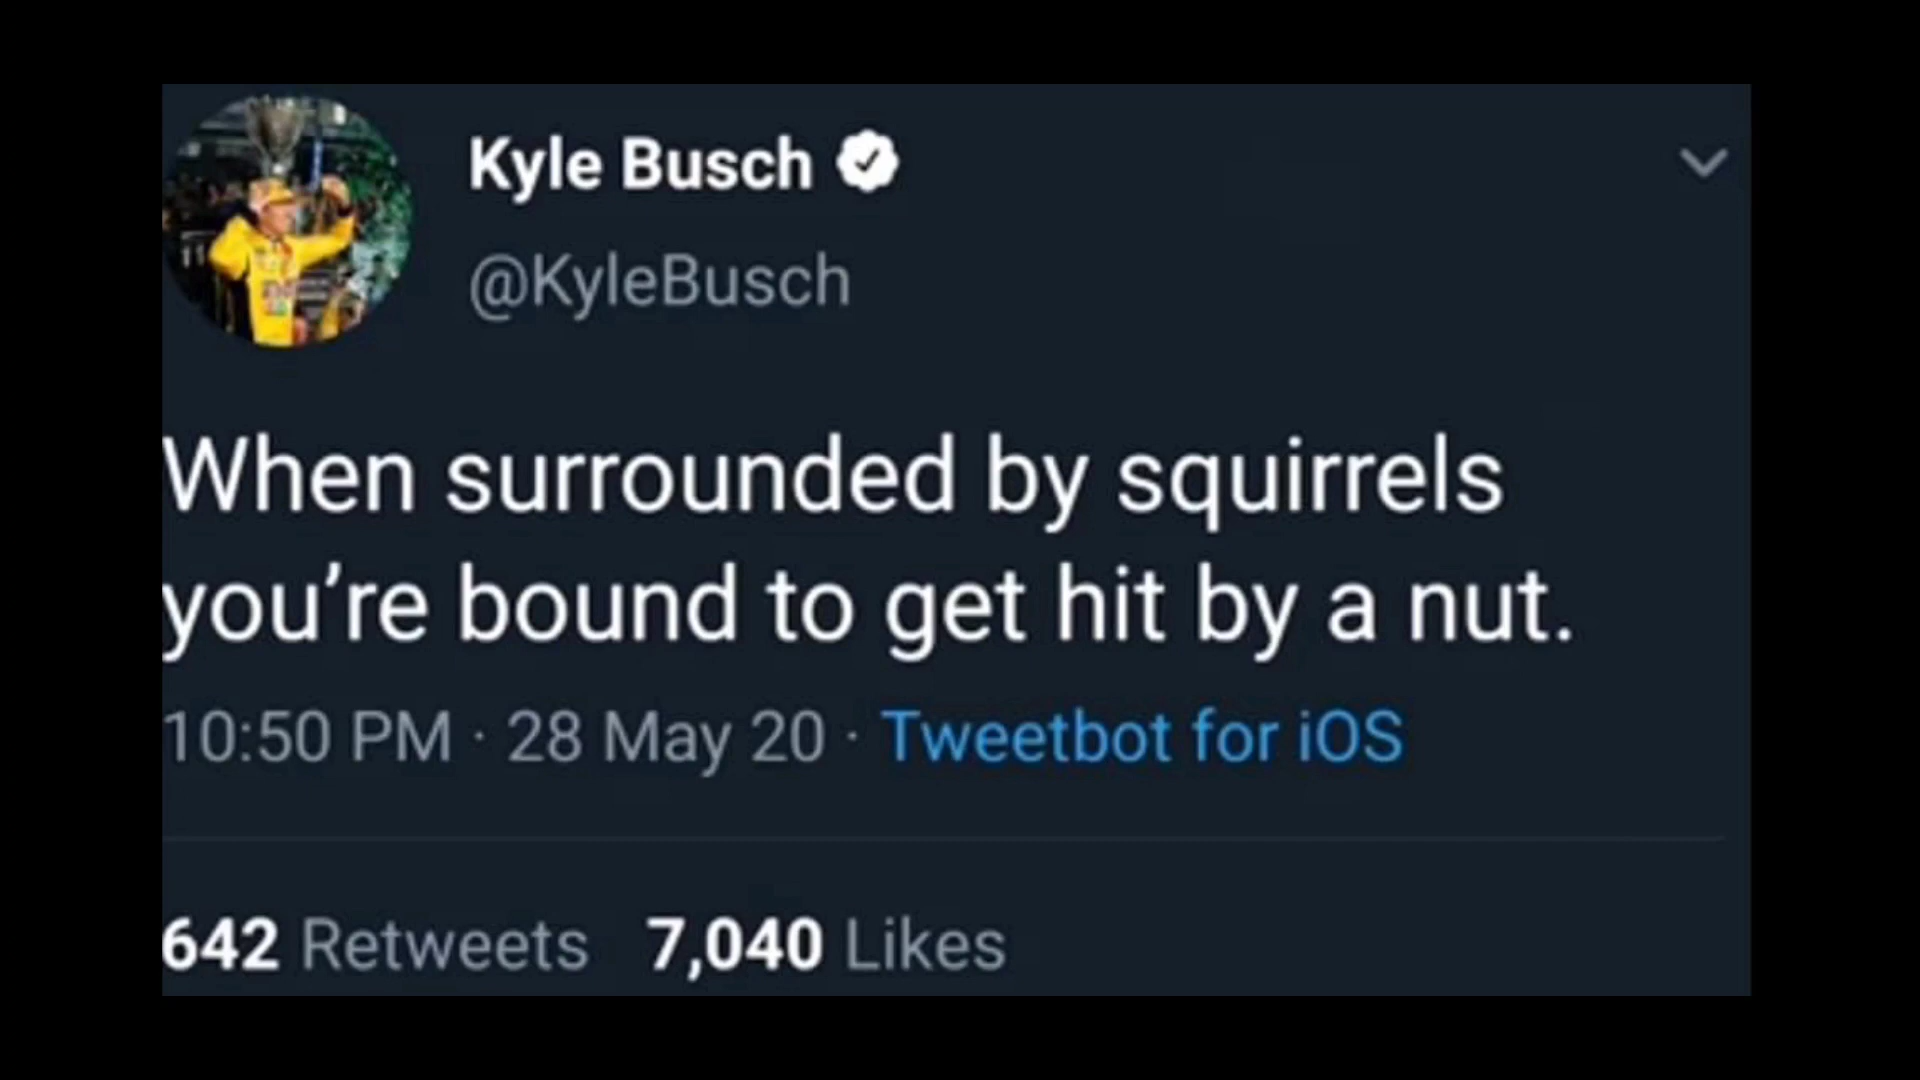 Kyle Busch
@KyleBusch
When surrounded by squirrels
you’re bound to get hit by a nut.
10:50 PM · 28 May 20 · Tweetbot for iOS
642 Retweets 7,040 Likes